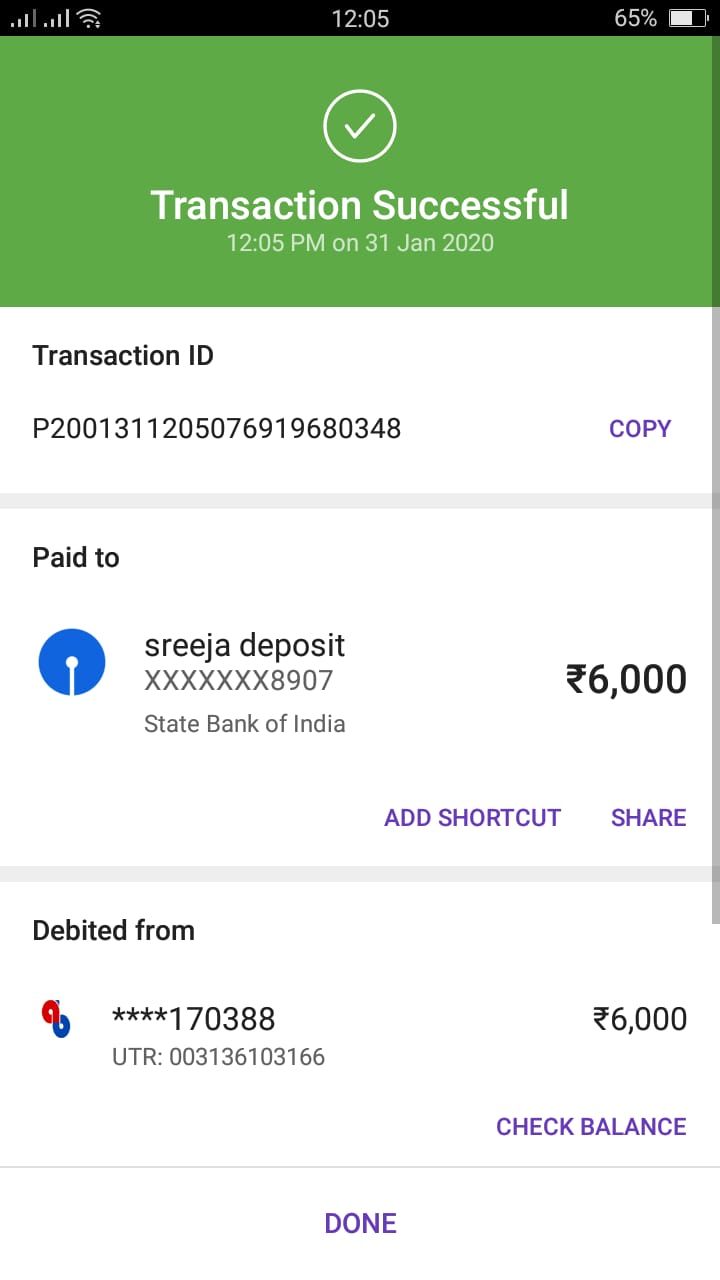 12:05
65%
Transaction Successful
12:05 PM on 31 Jan 2020
Transaction ID
P2001311205076919680348
COPY
Paid to
sreeja deposit
XXXXXXX8907
₹6,000
State Bank of India
ADD SHORTCUT
SHARE
Debited from
****170388
₹6,000
UTR: 003136103166
CHECK BALANCE
DONE